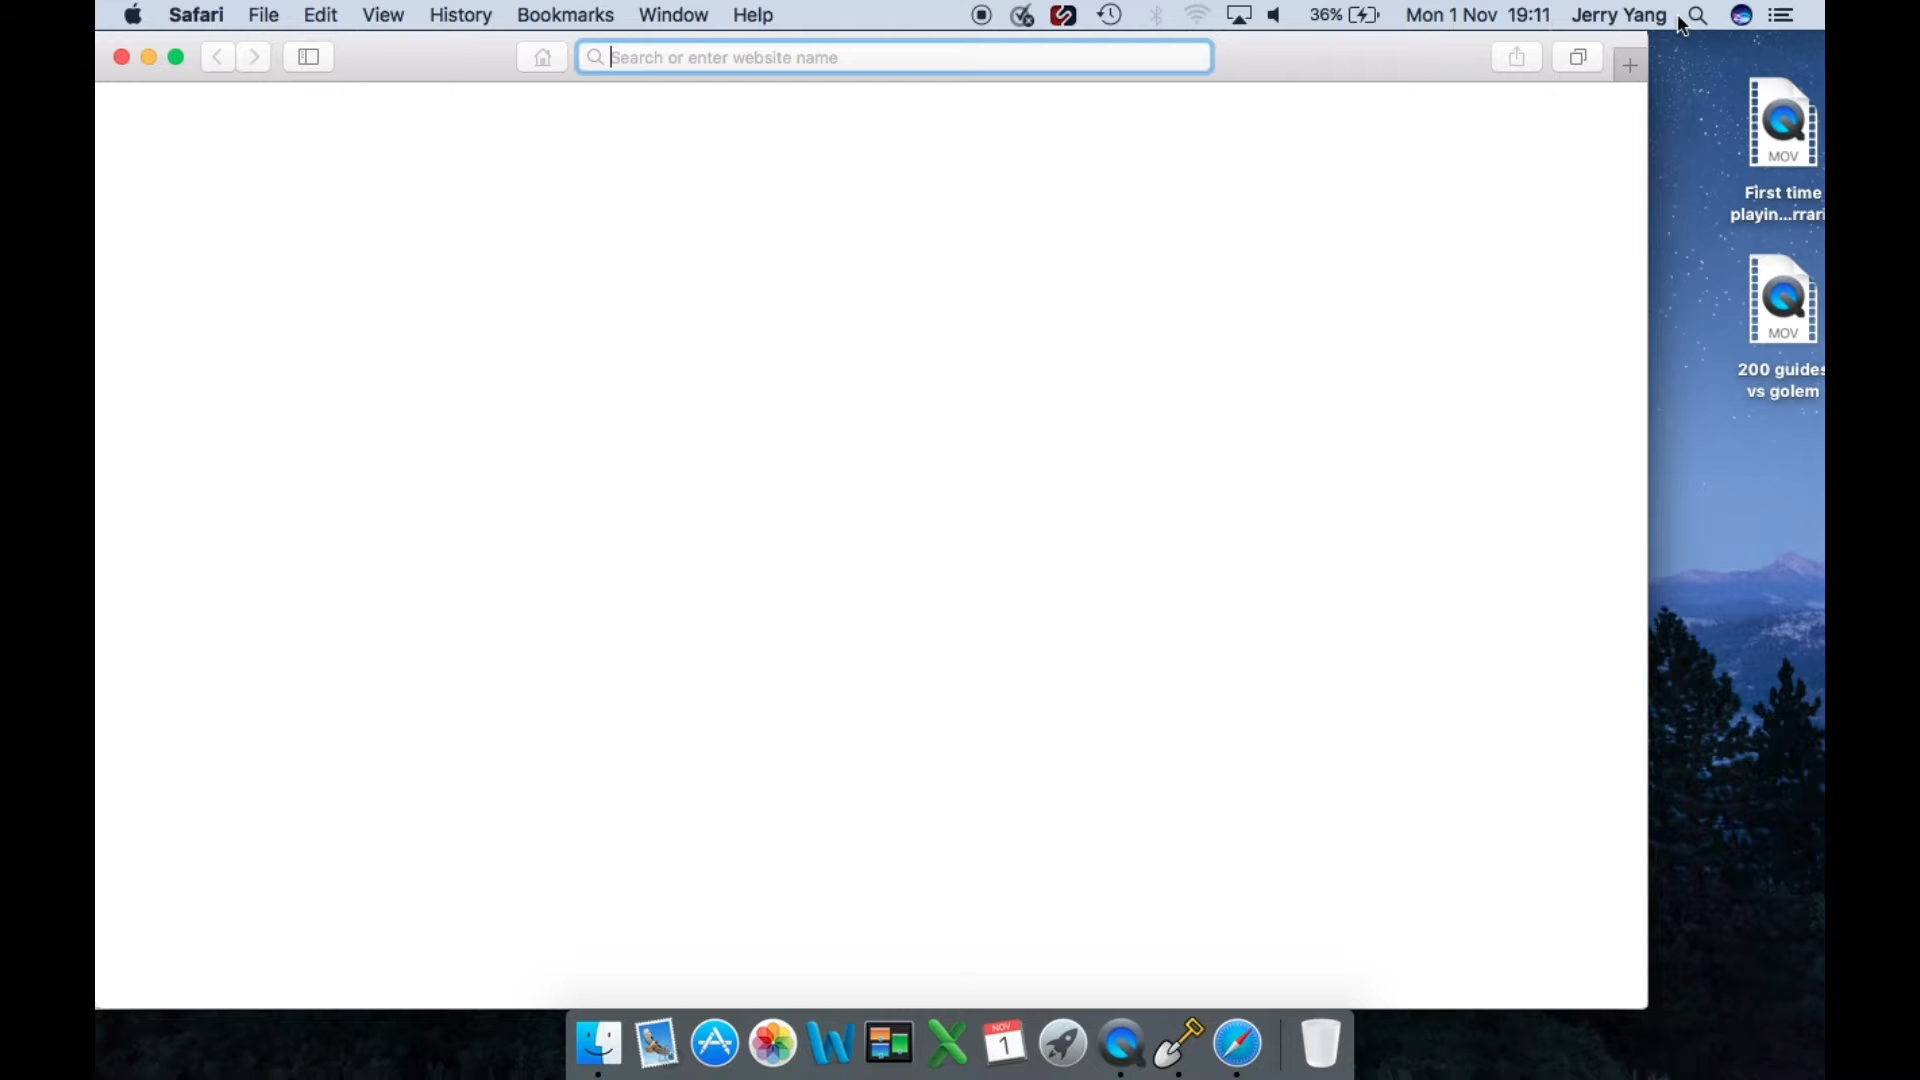 Safari File Edit View History Bookmarks Window Help 36% Mon 1 Nov 19:11 Jerry Yang
Search or enter website name
MOV
First time
playin...rrari
MOV
200 guides
vs golem
NOV
1